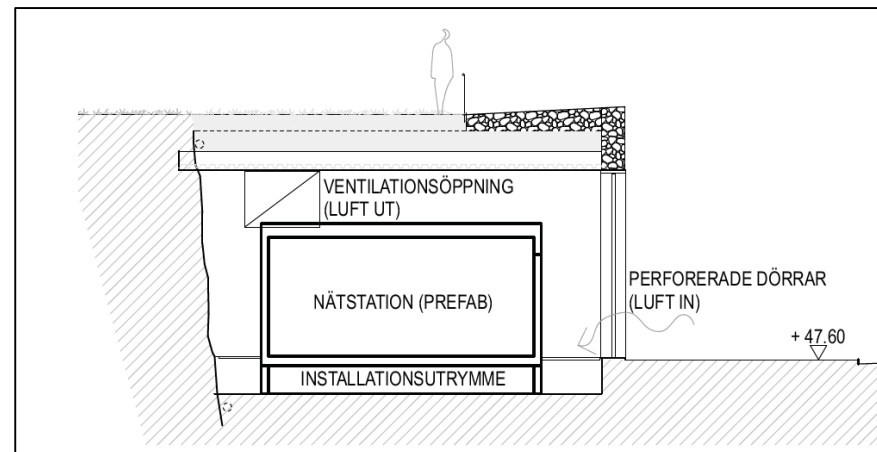 VENTILATIONSÖPPNING
(LUFT UT)
NÄTSTATION (PREFAB)
PERFORERADE DÖRRAR
(LUFT IN)
+ 47.60
INSTALLATIONSUTRYMME